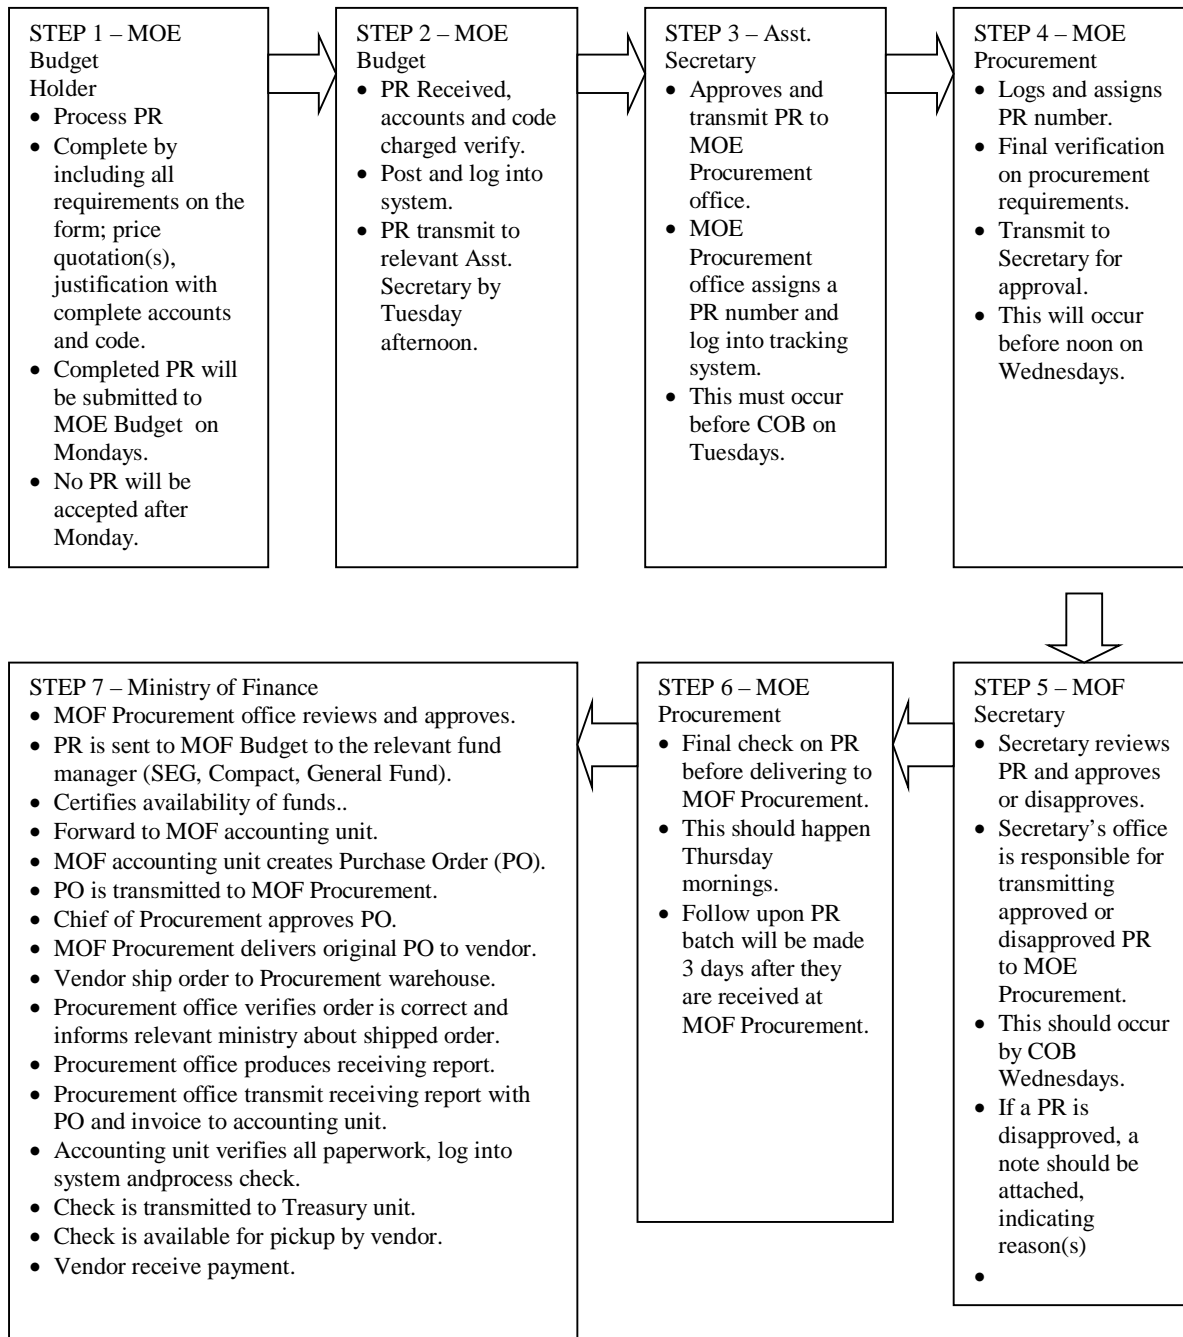 STEP 1 – MOE
Budget
Holder
• Process PR
• Complete by
including all
requirements on the
form; price
quotation(s),
justification with
complete accounts
and code.
• Completed PR will
be submitted to
MOE Budget on
Mondays.
• No PR will be
accepted after
Monday.
STEP 2 – MOE
Budget
• PR Received,
accounts and code
charged verify.
• Post and log into
system.
• PR transmit to
relevant Asst.
Secretary by
Tuesday
afternoon.
STEP 3 – Asst.
Secretary
• Approves and
transmit PR to
MOE
Procurement
office.
• MOE
Procurement
office assigns a
PR number and
log into tracking
system.
• This must occur
before COB on
Tuesdays.
STEP 4 – MOE
Procurement
• Logs and assigns
PR number.
• Final verification
on procurement
requirements.
• Transmit to
Secretary for
approval.
• This will occur
before noon on
Wednesdays.
STEP 5 – MOF
Secretary
• Secretary reviews
PR and approves
or disapproves.
• Secretary’s office
is responsible for
transmitting
approved or
disapproved PR
to MOE
Procurement.
• This should occur
by COB
Wednesdays.
• If a PR is
disapproved, a
note should be
attached,
indicating
reason(s)
•
STEP 6 – MOE
Procurement
• Final check on PR
before delivering to
MOF Procurement.
• This should happen
Thursday
mornings.
• Follow upon PR
batch will be made
3 days after they
are received at
MOF Procurement.
STEP 7 – Ministry of Finance
• MOF Procurement office reviews and approves.
• PR is sent to MOF Budget to the relevant fund
manager (SEG, Compact, General Fund).
• Certifies availability of funds..
• Forward to MOF accounting unit.
• MOF accounting unit creates Purchase Order (PO).
• PO is transmitted to MOF Procurement.
• Chief of Procurement approves PO.
• MOF Procurement delivers original PO to vendor.
• Vendor ship order to Procurement warehouse.
• Procurement office verifies order is correct and
informs relevant ministry about shipped order.
• Procurement office produces receiving report.
• Procurement office transmit receiving report with
PO and invoice to accounting unit.
• Accounting unit verifies all paperwork, log into
system andprocess check.
• Check is transmitted to Treasury unit.
• Check is available for pickup by vendor.
• Vendor receive payment.